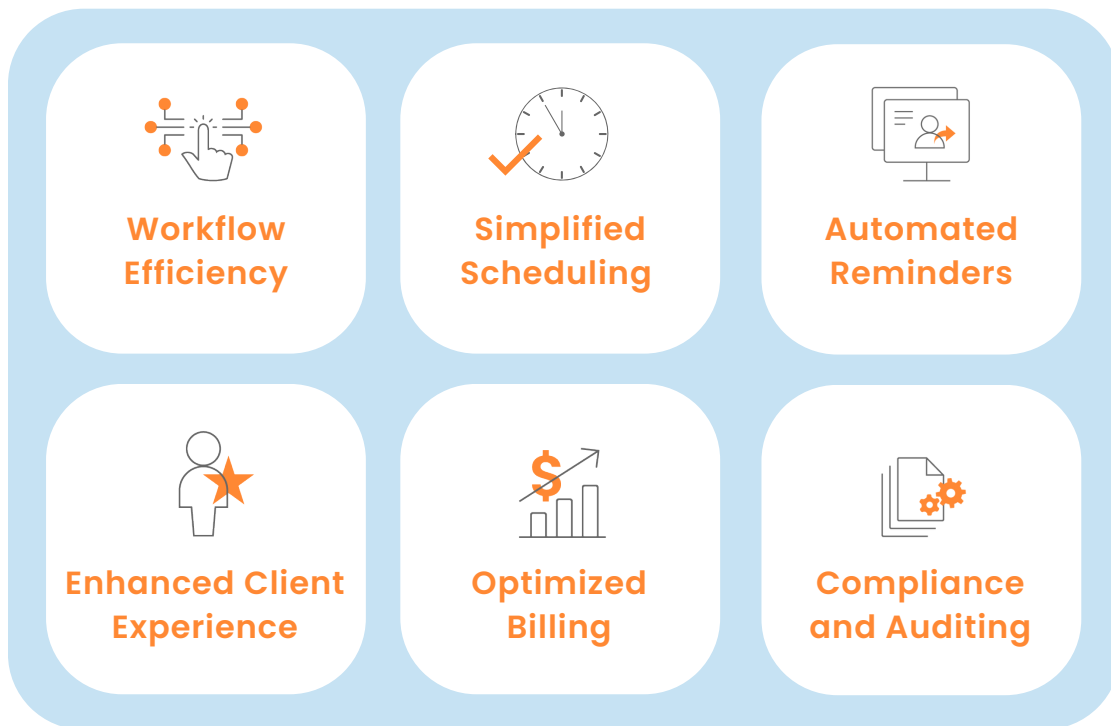 Workflow
Efficiency
Simplified
Scheduling
Automated
Reminders
$
Enhanced Client
Experience
Optimized
Billing
Compliance
and Auditing